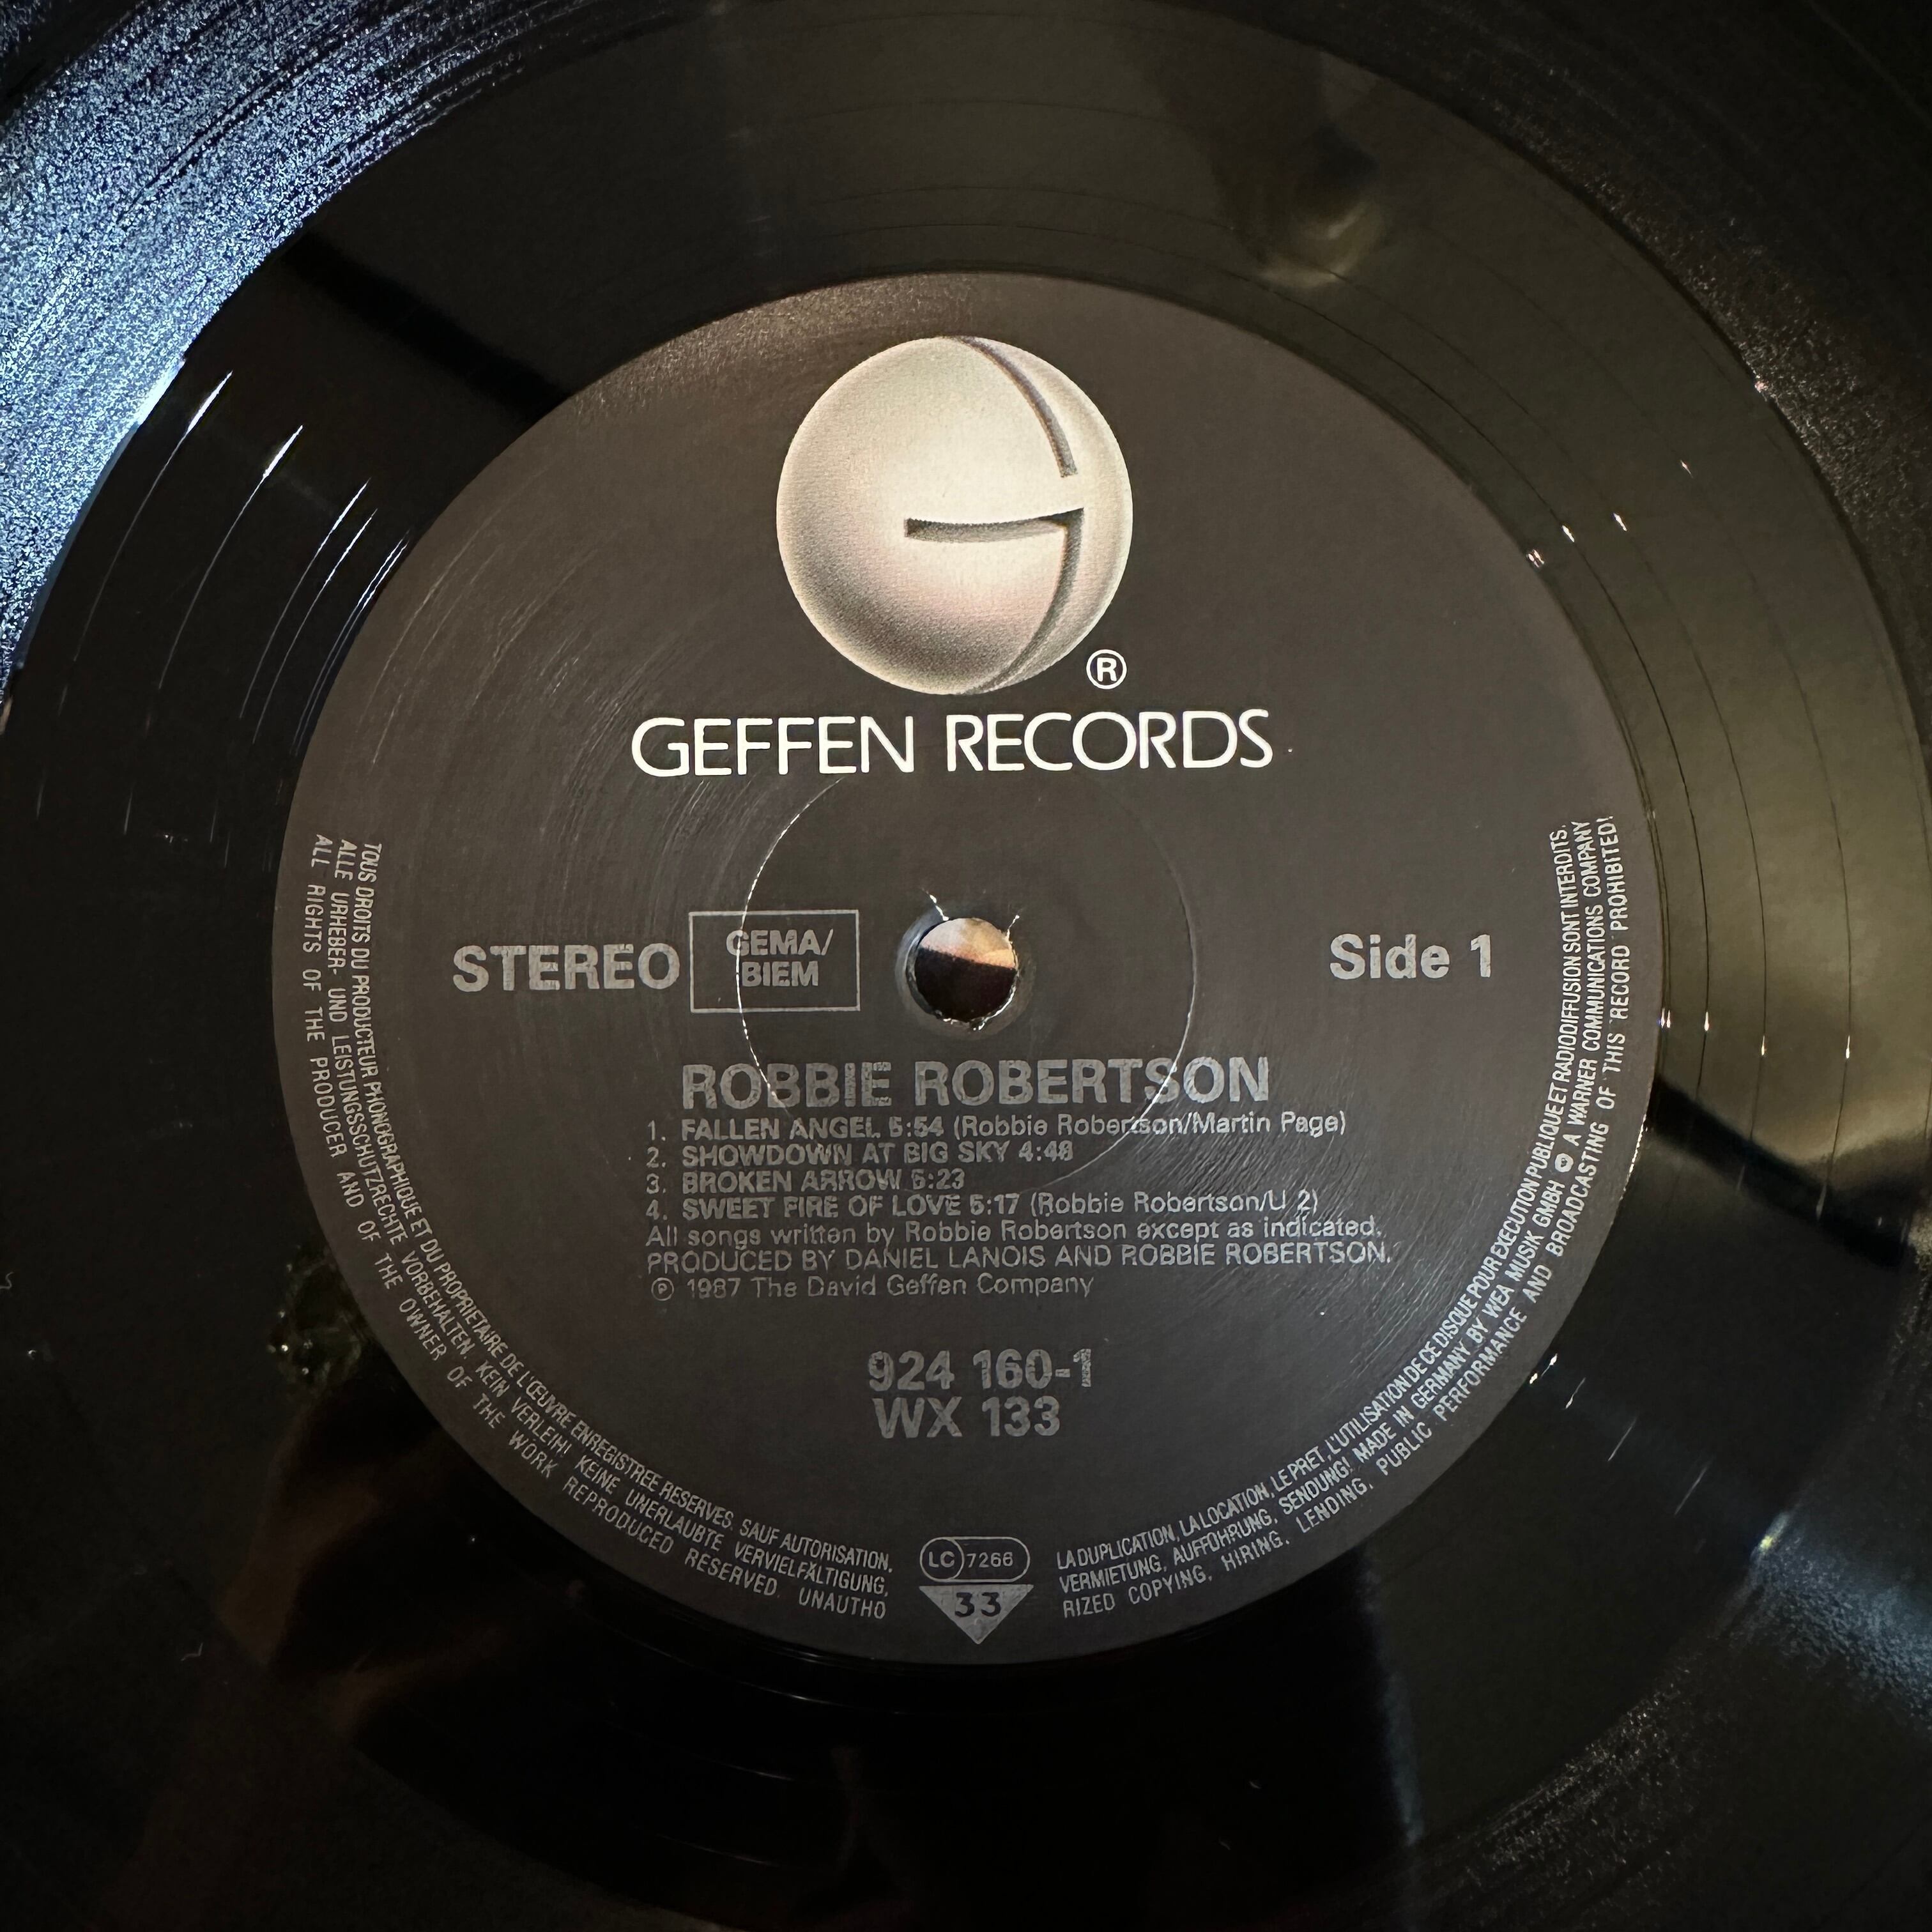 ®
GEFFEN RECORDS
STEREO
GEMA/
BIEM
Side 1
ROBBIE ROBERTSON
1. FALLEN ANGEL 5:54 (Robbie Robertson/Martin Page)
2. SHOWDOWN AT BIG SKY 4:48
3. BROKEN ARROW 5:23
4. SWEET FIRE OF LOVE 5:17 (Robbie Robertson/U 2)
All songs written by Robbie Robertson except as indicated.
PRODUCED BY DANIEL LANOIS AND ROBBIE ROBERTSON.
℗ 1987 The David Geffen Company
924 160-1
WX 133
TOUS DROITS DU PRODUCTEUR PHONOGRAPHIQUE ET DU PROPRIETAIRE DE L'ŒUVRE ENREGISTREE RESERVES. SAUF AUTORISATION, LA DUPLICATION, LA LOCATION, LE PRET, L'UTILISATION DE CE DISQUE POUR EXECUTION PUBLIQUE ET RADIODIFFUSION SONT INTERDITS.
ALLE URHEBER- UND LEISTUNGSSCHUTZRECHTE VORBEHALTEN. KEIN VERLEIH! KEINE UNERLAUBTE VERVIELFÄLTIGUNG, VERMIETUNG, AUFFÜHRUNG, SENDUNG! MADE IN GERMANY BY WEA MUSIK GMBH A WARNER COMMUNICATIONS COMPANY
ALL RIGHTS OF THE PRODUCER AND OF THE OWNER OF THE WORK REPRODUCED RESERVED. UNAUTHORIZED COPYING, HIRING, LENDING, PUBLIC PERFORMANCE AND BROADCASTING OF THIS RECORD PROHIBITED!
LC 7266
33